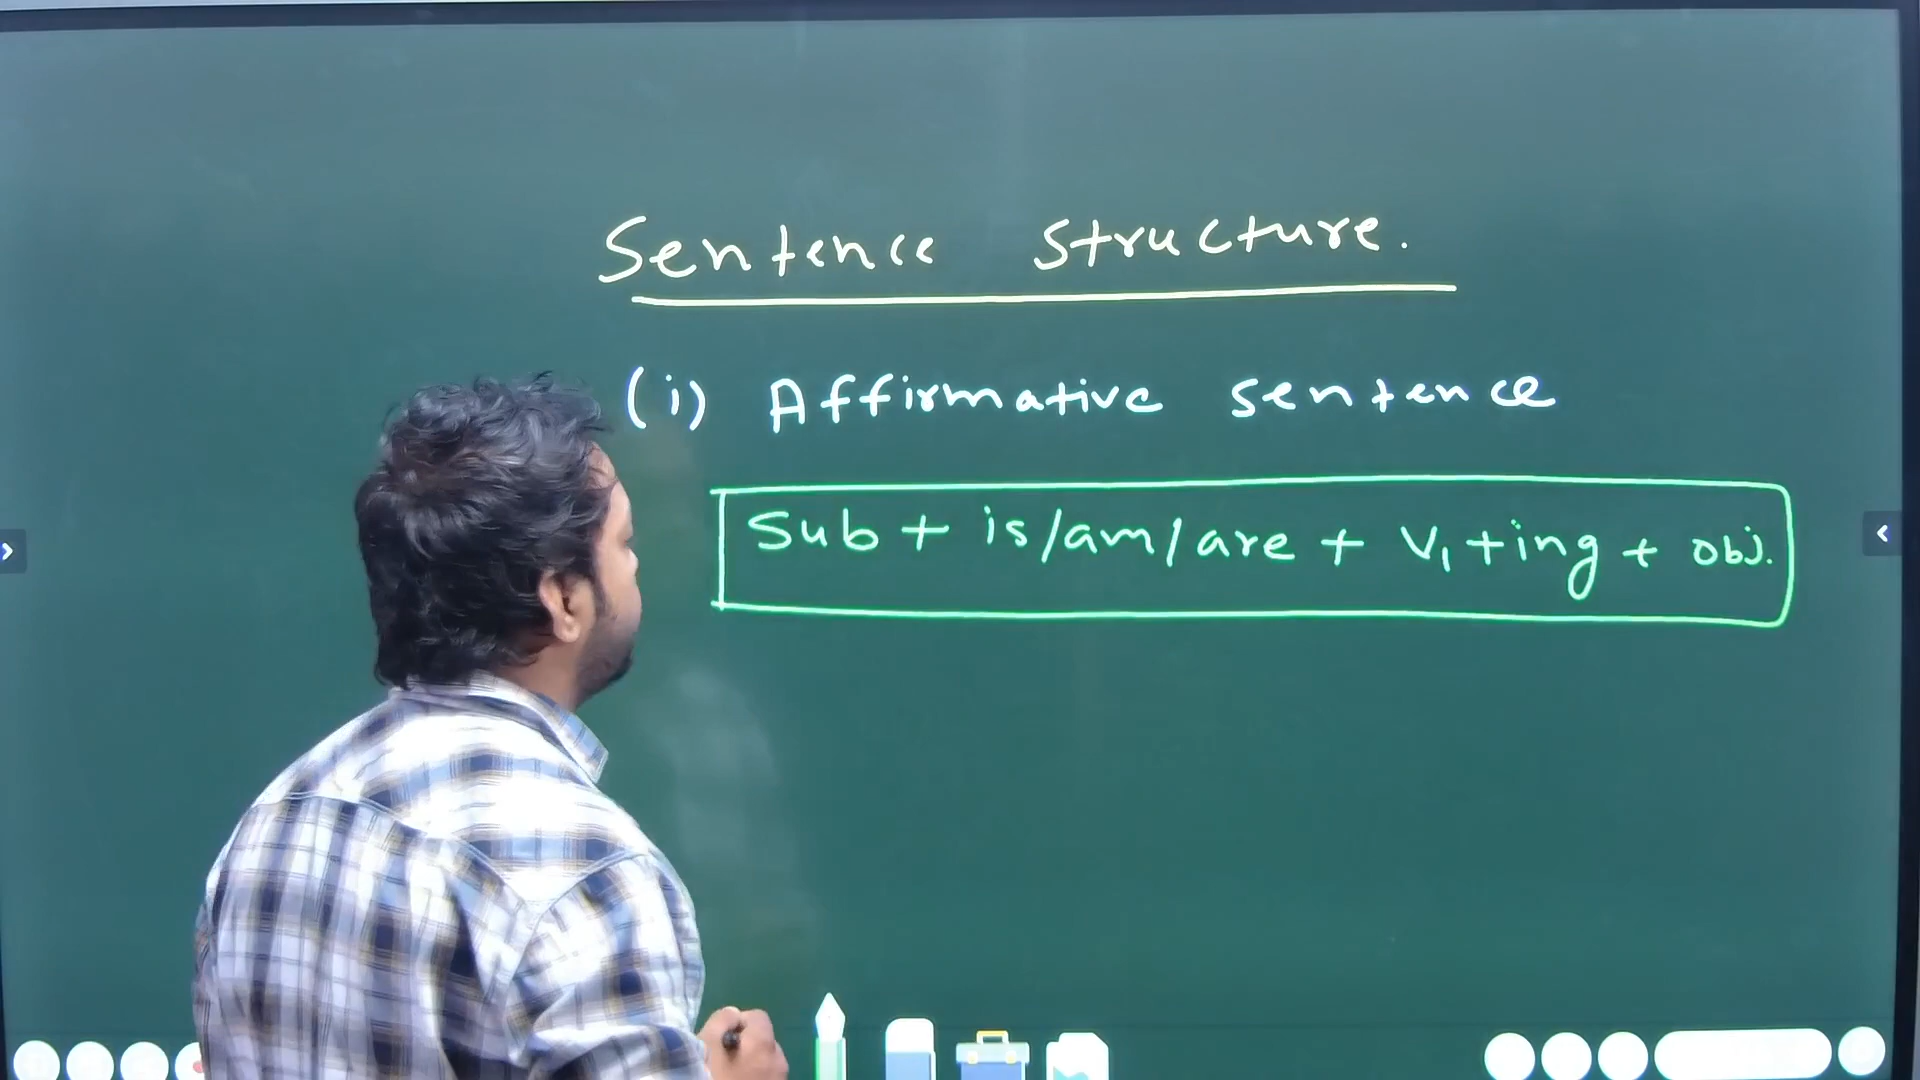 Sentence Structure.
(i) Affirmative sentence
Sub + is/am/are + V₁+ing + obj.